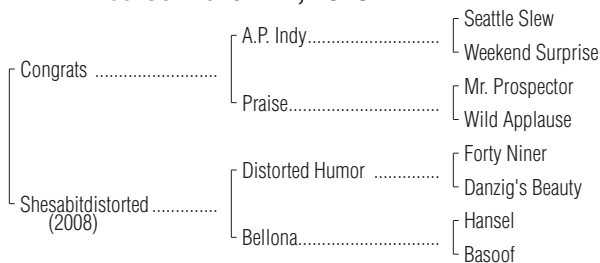 Seattle Slew
A.P. Indy
Weekend Surprise
Congrats
Mr. Prospector
Praise
Wild Applause
Forty Niner
Distorted Humor
Danzig's Beauty
Shesabitdistorted
(2008)
Hansel
Bellona
Basoof